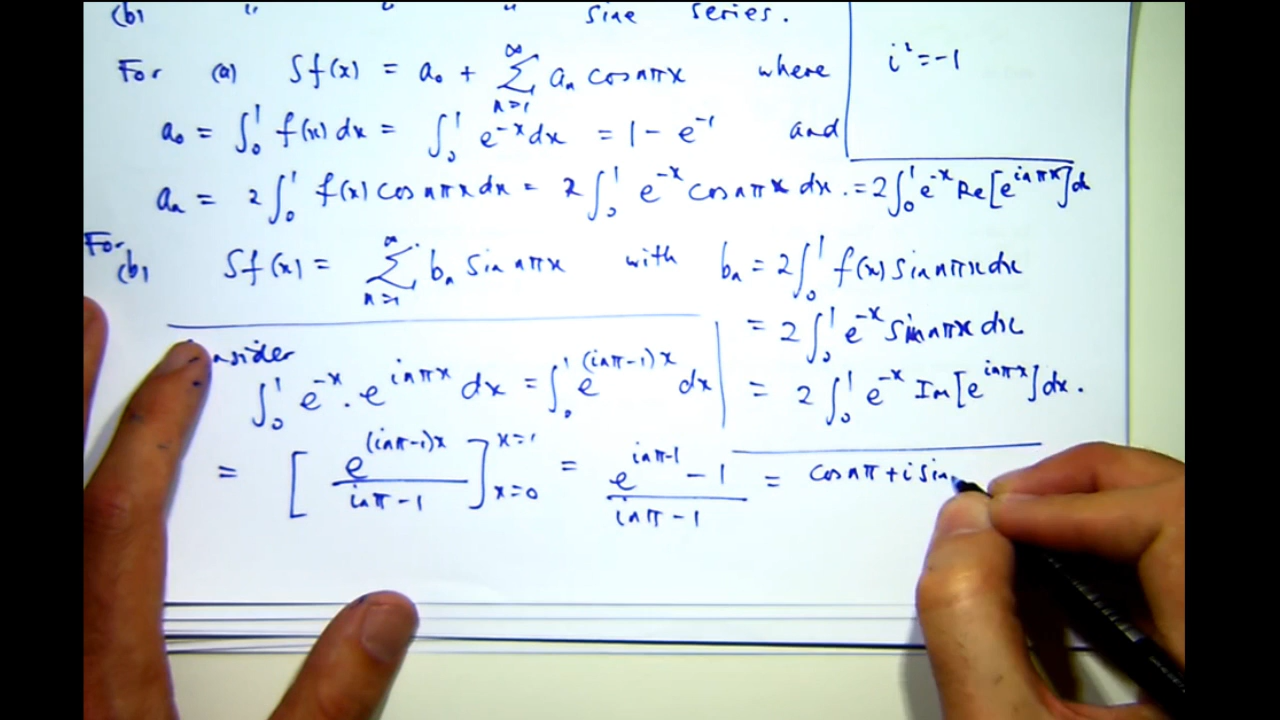 (b) " " " sine series.
For (a) Sf(x) = a₀ + ∑_{n=1}^{∞} aₙ cos nπx where
i² = -1
a₀ = ∫₀¹ f(x) dx = ∫₀¹ e^{-x} dx = 1 - e^{-1} and
aₙ = 2∫₀¹ f(x) cos nπx dx = 2∫₀¹ e^{-x} cos nπx dx. = 2∫₀¹ e^{-x} Re[e^{inπx}]dx
For (b) Sf(x) = ∑_{n=1}^{∞} bₙ sin nπx with bₙ = 2∫₀¹ f(x) sin nπx dx
= 2∫₀¹ e^{-x} sin nπx dx
= 2∫₀¹ e^{-x} Im[e^{inπx}] dx.
nsider
∫₀¹ e^{-x} . e^{inπx} dx = ∫₀¹ e^{(inπ-1)x} dx
= [e^{(inπ-1)x} / (inπ-1)]_{x=0}^{x=1} = (e^{inπ-1} - 1) / (inπ-1) = cos nπ + i sin